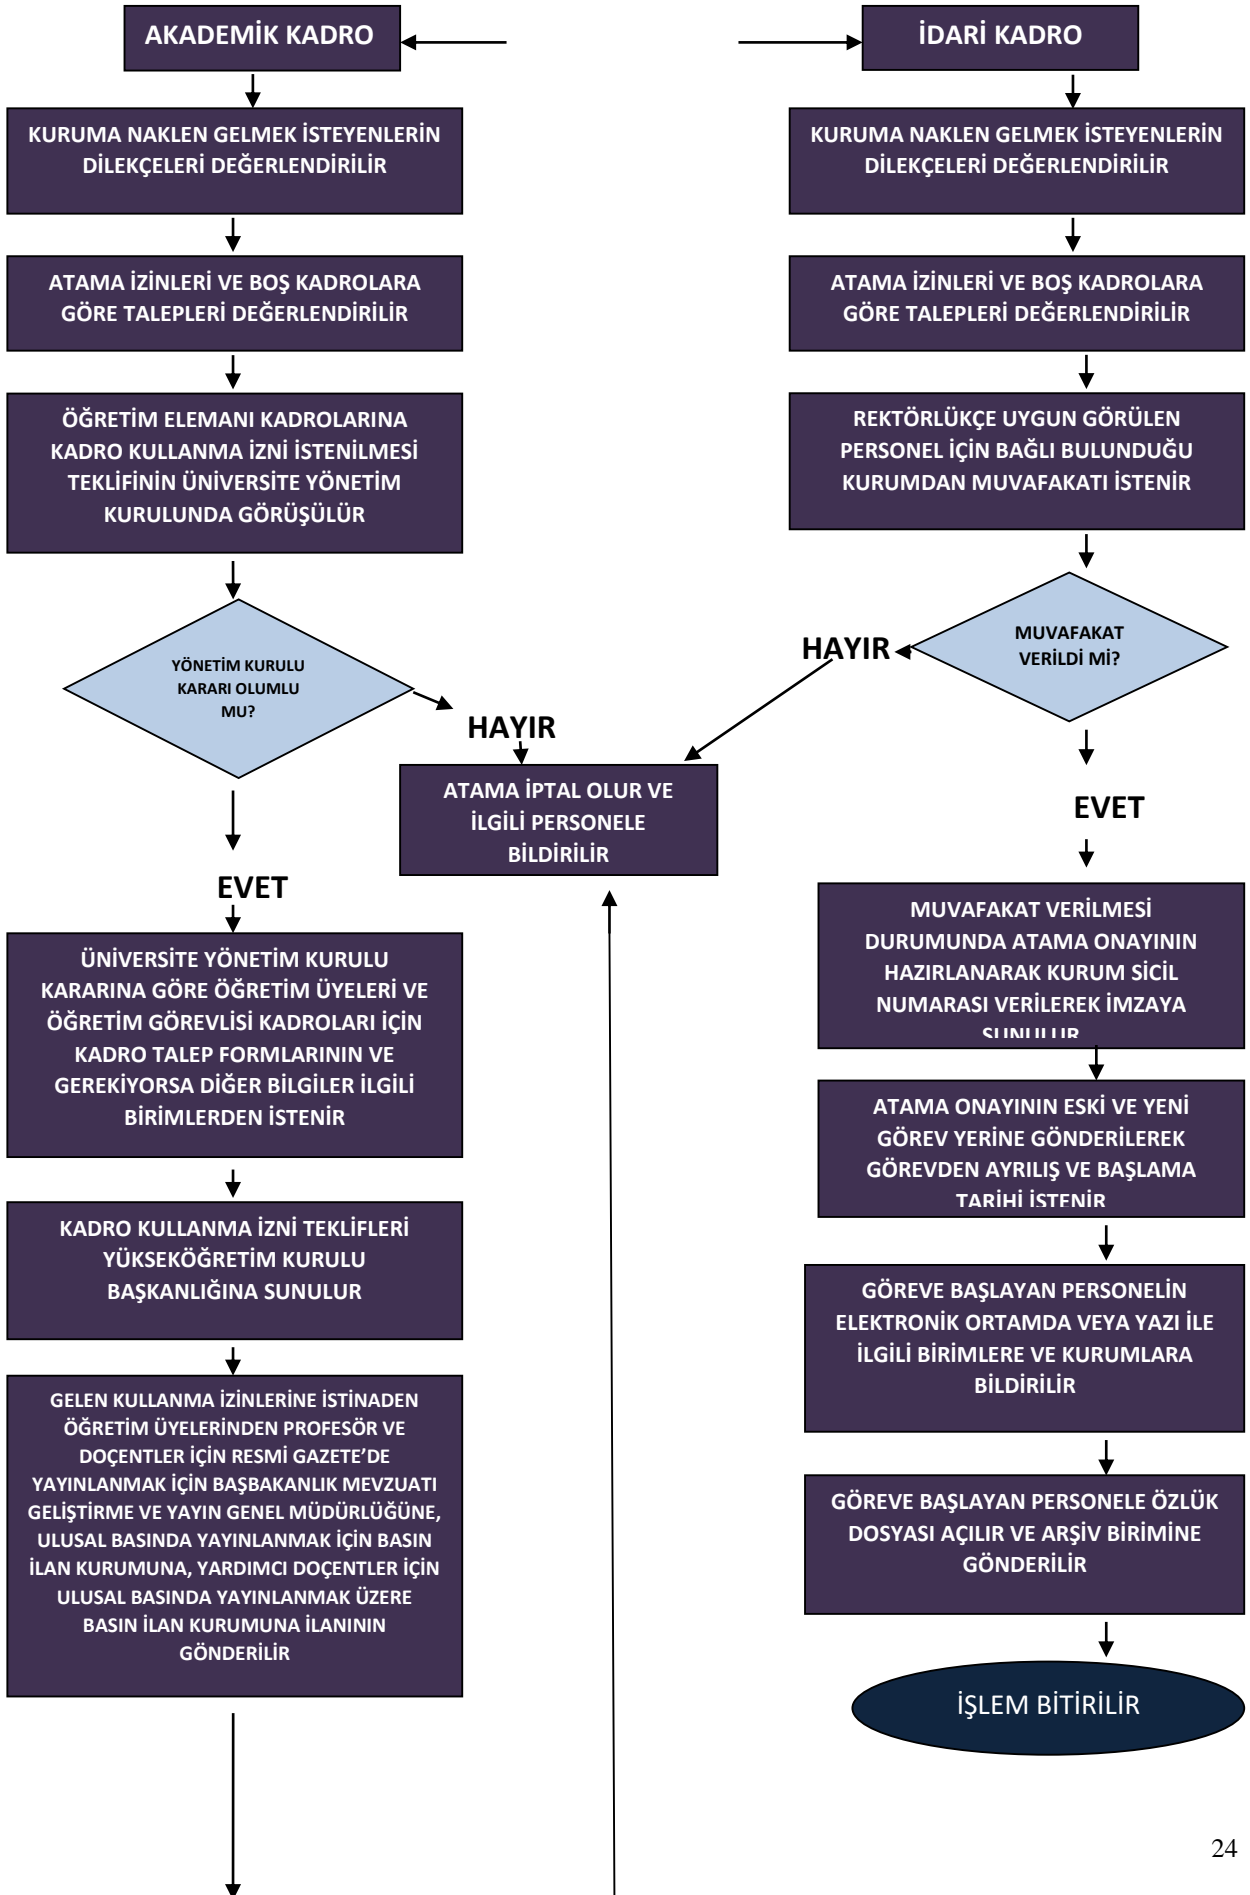 AKADEMİK KADRO
KURUMA NAKLEN GELMEK İSTEYENLERİN
DİLEKÇELERİ DEĞERLENDİRİLİR
ATAMA İZİNLERİ VE BOŞ KADROLARA
GÖRE TALEPLERİ DEĞERLENDİRİLİR
ÖĞRETİM ELEMANI KADROLARINA
KADRO KULLANMA İZNİ İSTENİLMESİ
TEKLİFİNİN ÜNİVERSİTE YÖNETİM
KURULUNDA GÖRÜŞÜLÜR
YÖNETİM KURULU
KARARI OLUMLU
MU?
HAYIR
ATAMA İPTAL OLUR VE
İLGİLİ PERSONELE
BİLDİRİLİR
EVET
ÜNİVERSİTE YÖNETİM KURULU
KARARINA GÖRE ÖĞRETİM ÜYELERİ VE
ÖĞRETİM GÖREVLİSİ KADROLARI İÇİN
KADRO TALEP FORMLARININ VE
GEREKİYORSA DİĞER BİLGİLER İLGİLİ
BİRİMLERDEN İSTENİR
KADRO KULLANMA İZNİ TEKLİFLERİ
YÜKSEKÖĞRETİM KURULU
BAŞKANLIĞINA SUNULUR
GELEN KULLANMA İZİNLERİNE İSTİNADEN
ÖĞRETİM ÜYELERİNDEN PROFESÖR VE
DOÇENTLER İÇİN RESMİ GAZETE’DE
YAYINLANMAK İÇİN BAŞBAKANLIK MEVZUATI
GELİŞTİRME VE YAYIN GENEL MÜDÜRLÜĞÜNE,
ULUSAL BASINDA YAYINLANMAK İÇİN BASIN
İLAN KURUMUNA, YARDIMCI DOÇENTLER İÇİN
ULUSAL BASINDA YAYINLANMAK ÜZERE
BASIN İLAN KURUMUNA İLANININ
GÖNDERİLİR
İDARİ KADRO
KURUMA NAKLEN GELMEK İSTEYENLERİN
DİLEKÇELERİ DEĞERLENDİRİLİR
ATAMA İZİNLERİ VE BOŞ KADROLARA
GÖRE TALEPLERİ DEĞERLENDİRİLİR
REKTÖRLÜKÇE UYGUN GÖRÜLEN
PERSONEL İÇİN BAĞLI BULUNDUĞU
KURUMDAN MUVAFAKATI İSTENİR
MUVAFAKAT
VERİLDİ Mİ?
HAYIR
EVET
MUVAFAKAT VERİLMESİ
DURUMUNDA ATAMA ONAYININ
HAZIRLANARAK KURUM SİCİL
NUMARASI VERİLEREK İMZAYA
SUNULUR
ATAMA ONAYININ ESKİ VE YENİ
GÖREV YERİNE GÖNDERİLEREK
GÖREVDEN AYRILIŞ VE BAŞLAMA
TARİHİ İSTENİR
GÖREVE BAŞLAYAN PERSONELİN
ELEKTRONİK ORTAMDA VEYA YAZI İLE
İLGİLİ BİRİMLERE VE KURUMLARA
BİLDİRİLİR
GÖREVE BAŞLAYAN PERSONELE ÖZLÜK
DOSYASI AÇILIR VE ARŞİV BİRİMİNE
GÖNDERİLİR
İŞLEM BİTİRİLİR
24